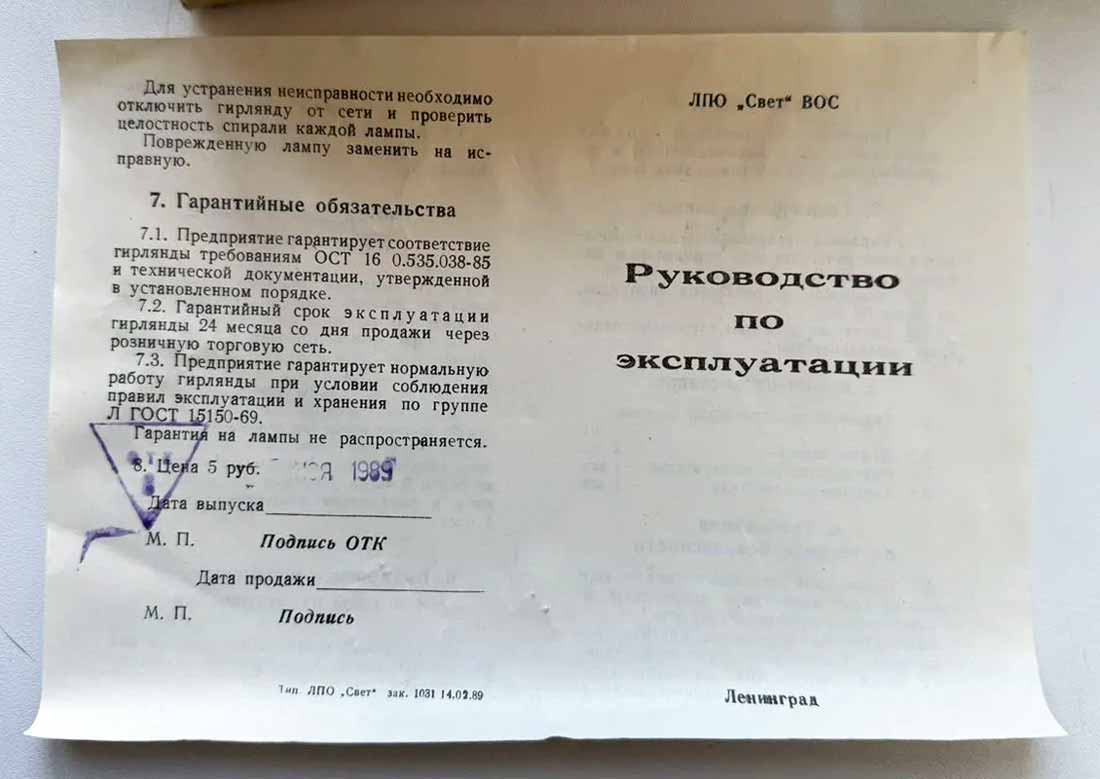 Для устранения неисправности необходимо
отключить гирлянду от сети и проверить
целостность спирали каждой лампы.
Поврежденную лампу заменить на ис-
правную.
7. Гарантийные обязательства
7.1. Предприятие гарантирует соответствие
гирлянды требованиям ОСТ 16 0.535.038-85
и технической документации, утвержденной
в установленном порядке.
7.2. Гарантийный срок эксплуатации
гирлянды 24 месяца со дня продажи через
розничную торговую сеть.
7.3. Предприятие гарантирует нормальную
работу гирлянды при условии соблюдения
правил эксплуатации и хранения по группе
Л ГОСТ 15150-69.
Гарантия на лампы не распространяется.
ОТК
8
8. Цена 5 руб. 1989
Дата выпуска
М. П. Подпись ОТК
Дата продажи
М. П. Подпись
Тип. ЛПО „Свет“ зак. 1031 14.02.89
ЛПО „Свет“ ВОС
Руководство
по
эксплуатации
Ленинград